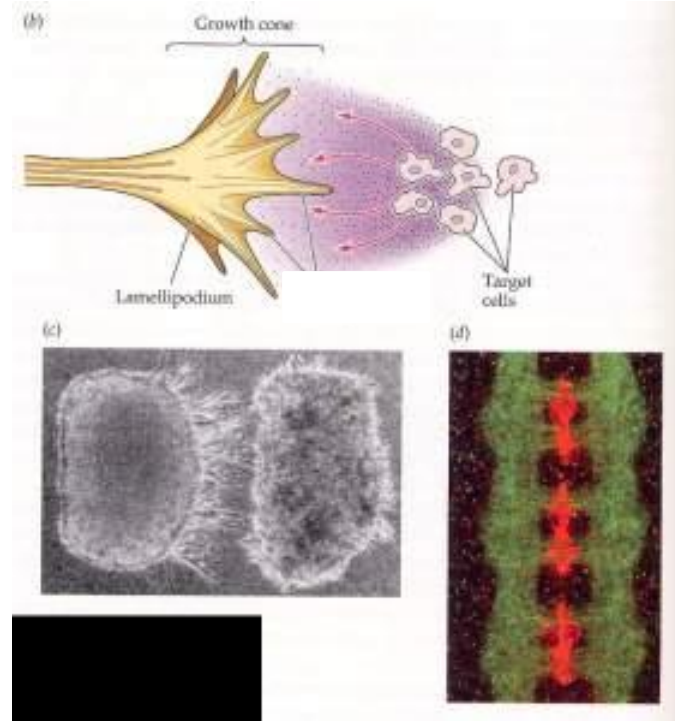 (b)
Growth cone
Lamellipodium
Target
cells
(c)
(d)